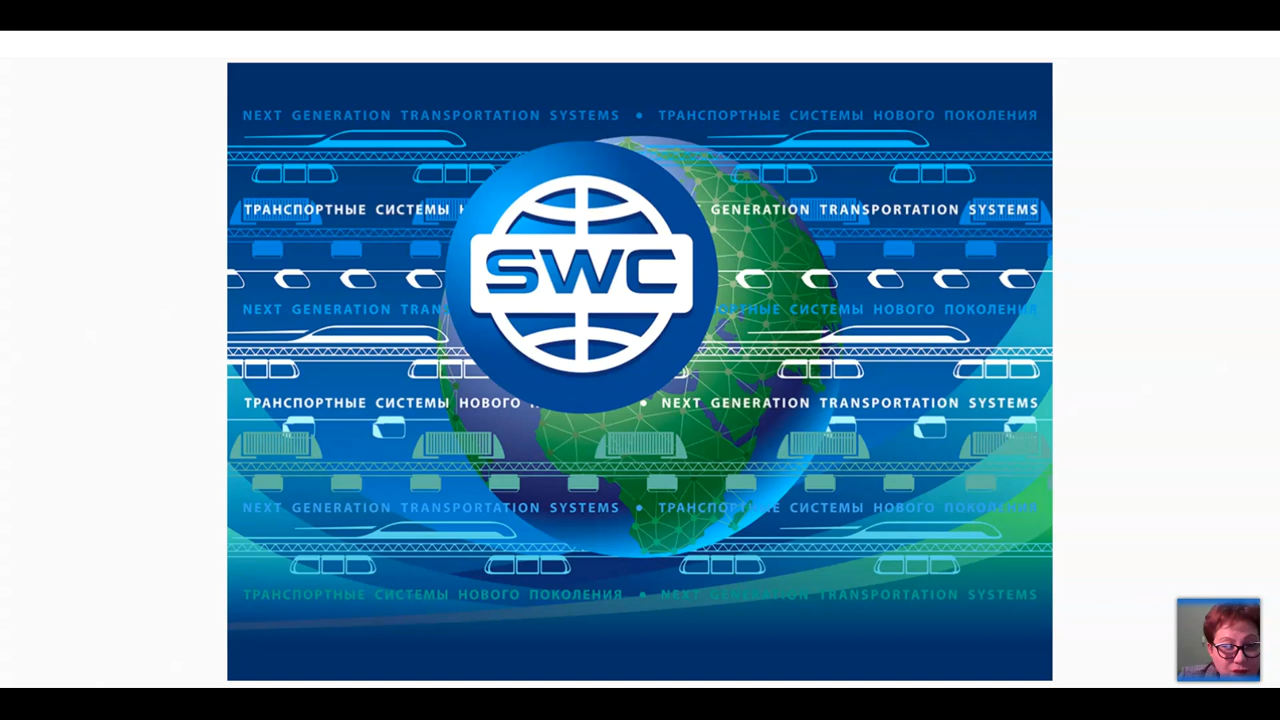 NEXT GENERATION TRANSPORTATION SYSTEMS • ТРАНСПОРТНЫЕ СИСТЕМЫ НОВОГО ПОКОЛЕНИЯ
ТРАНСПОРТНЫЕ СИСТЕМЫ GENERATION TRANSPORTATION SYSTEMS
SWC
NEXT GENERATION СИСТЕМЫ НОВОГО ПОКОЛЕНИЯ
ТРАНСПОРТНЫЕ СИСТЕМЫ НОВОГО • NEXT GENERATION TRANSPORTATION SYSTEMS
NEXT GENERATION TRANSPORTATION SYSTEMS • ТРАНСПОРТНЫЕ СИСТЕМЫ НОВОГО ПОКОЛЕНИЯ
ТРАНСПОРТНЫЕ СИСТЕМЫ НОВОГО ПОКОЛЕНИЯ • NEXT GENERATION TRANSPORTATION SYSTEMS